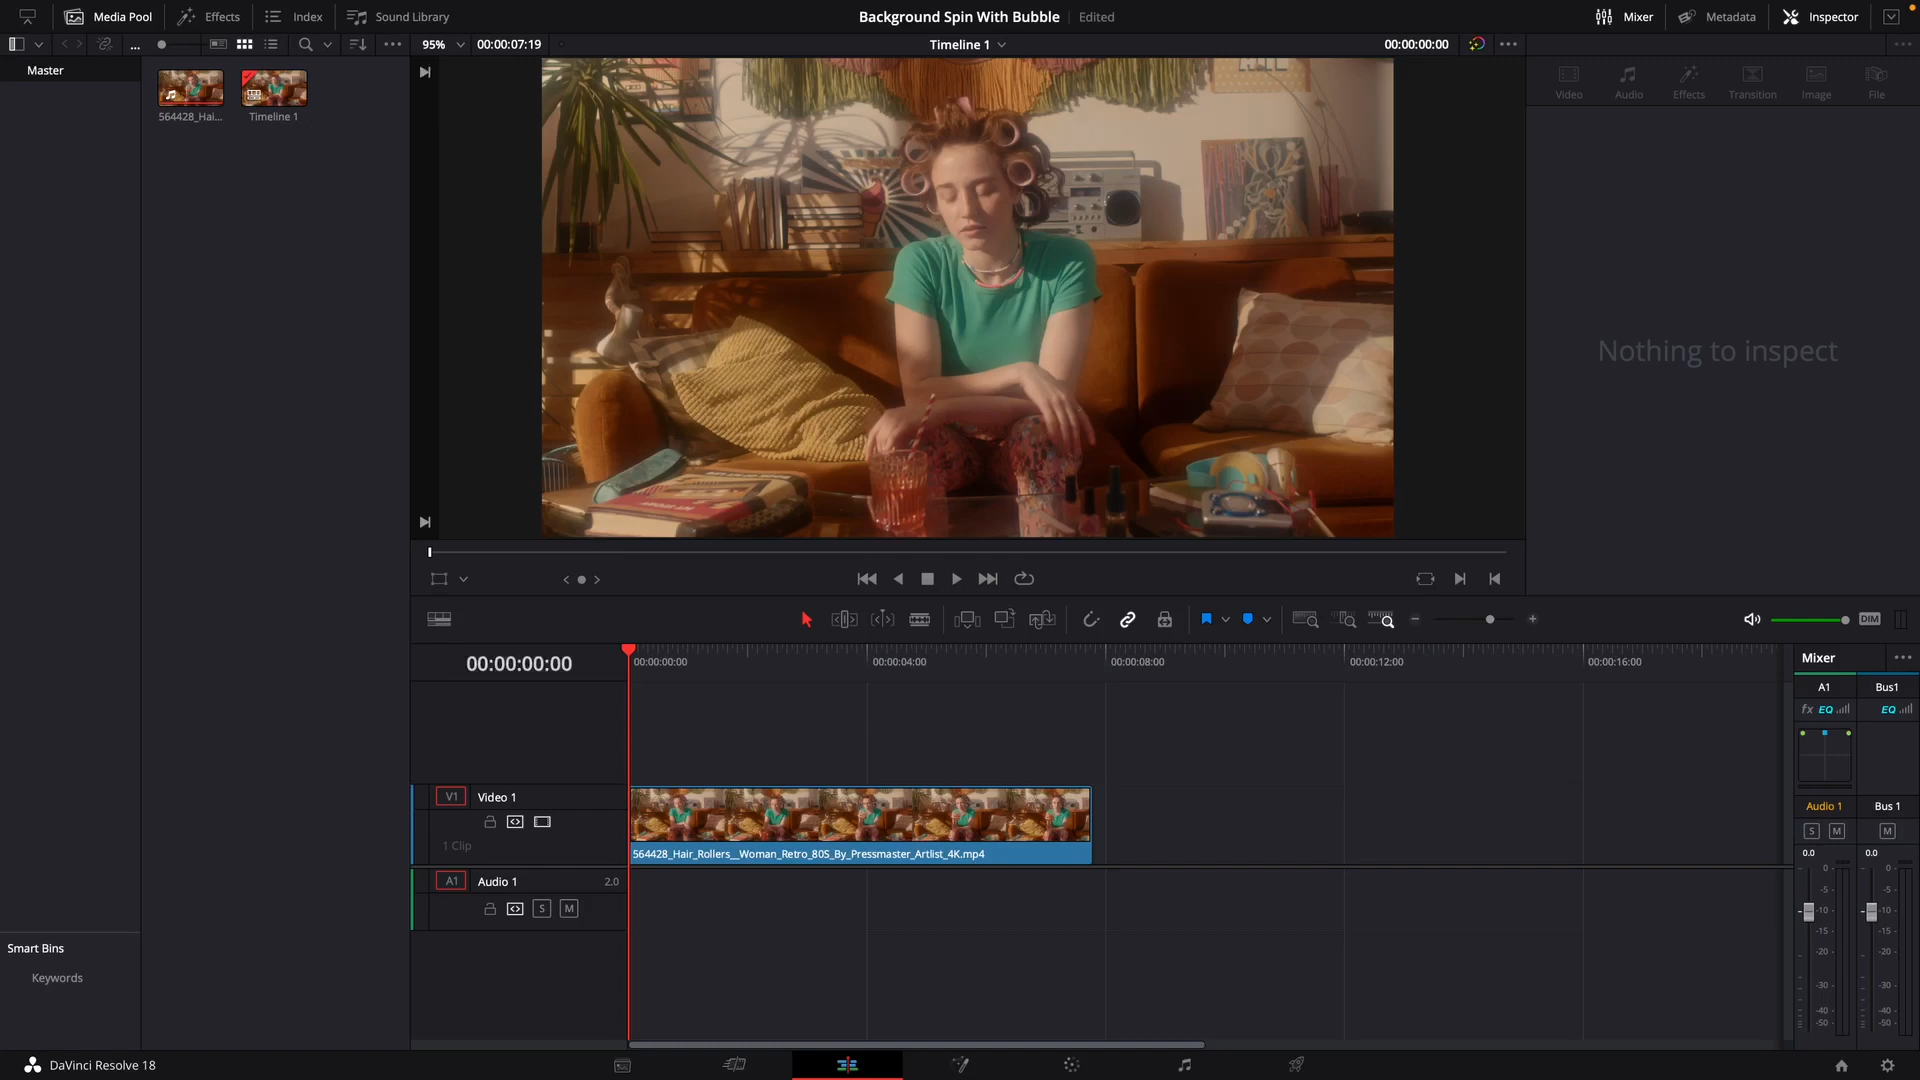 Media Pool
Effects
Index
Sound Library
Background Spin With Bubble
Edited
Mixer
Metadata
Inspector
...
95%
00:00:07:19
Timeline 1
00:00:00:00
Master
564428_Hai...
Timeline 1
Video
Audio
Effects
Transition
Image
File
Nothing to inspect
DIM
00:00:00:00
00:00:00:00
00:00:04:00
00:00:08:00
00:00:12:00
00:00:16:00
Mixer
A1
Bus1
fx EQ
EQ
V1
Video 1
1 Clip
564428_Hair_Rollers__Woman_Retro_80S_By_Pressmaster_Artlist_4K.mp4
Audio 1
Bus 1
S M
M
0.0
0.0
A1
Audio 1
2.0
S M
0
-5
-10
-15
-20
-30
-40
-50
0
-5
-10
-15
-20
-30
-40
-50
Smart Bins
Keywords
DaVinci Resolve 18